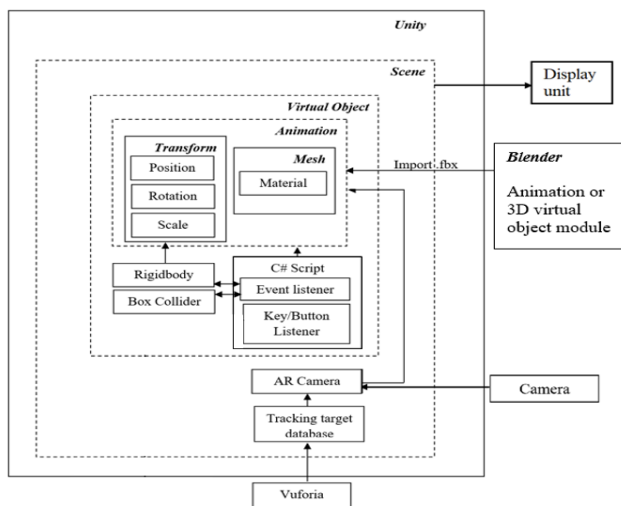 Unity
Scene
Display
unit
Virtual Object
Animation
Transform
Position
Rotation
Scale
Mesh
Material
Import .fbx
Blender
Animation or
3D virtual
object module
Rigidbody
Box Collider
C# Script
Event listener
Key/Button
Listener
AR Camera
Camera
Tracking target
database
Vuforia